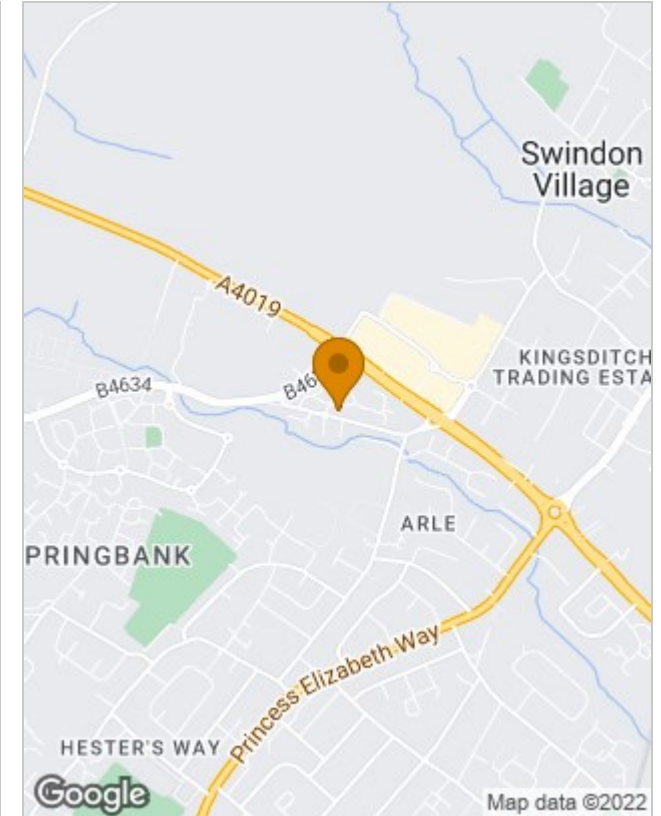 Swindon
Village
A4019
KINGSDITCH
TRADING ESTA
B4634
B46
ARLE
PRINGBANK
Princess Elizabeth Way
HESTER'S WAY
Google
Map data ©2022